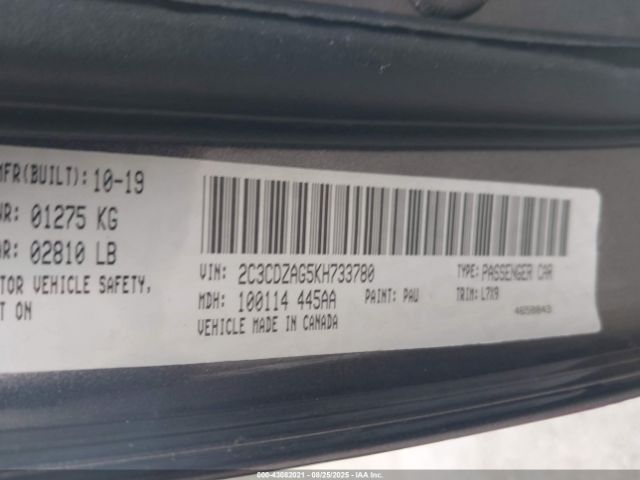 MFR(BUILT): 10-19
01275 KG
02810 LB
VEHICLE SAFETY,
ON
VIN: 2C3CDZAG5KH733780
TYPE: PASSENGER CAR
MDH: 100114 445AA
PAINT: PAU
TRIM: L7X9
VEHICLE MADE IN CANADA
4658843
000-43082021 - 08/25/2025 - IAA Inc.